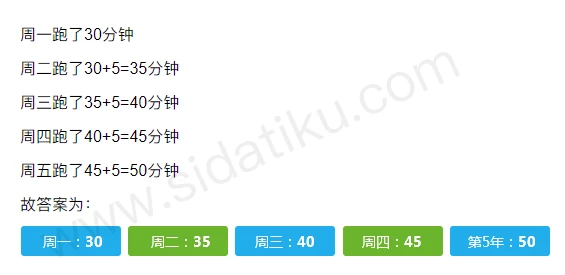 周一跑了30分钟
周二跑了30+5=35分钟
周三跑了35+5=40分钟
周四跑了40+5=45分钟
周五跑了45+5=50分钟
故答案为：
周一：30 周二：35 周三：40 周四：45 第5年：50
www.sidatiku.com